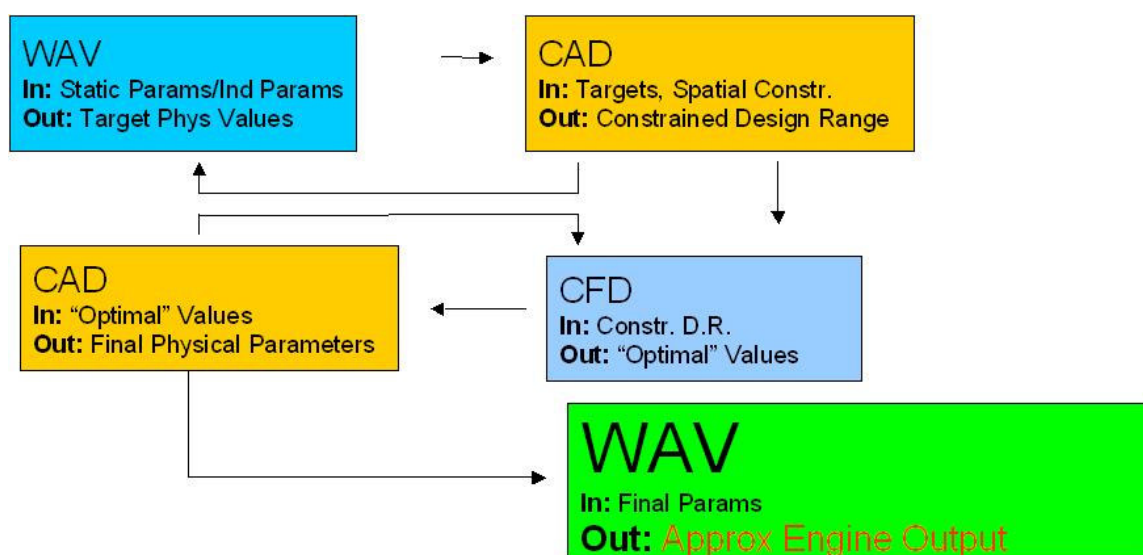 WAV
In: Static Params/Ind Params
Out: Target Phys Values
CAD
In: Targets, Spatial Constr.
Out: Constrained Design Range
CAD
In: “Optimal” Values
Out: Final Physical Parameters
CFD
In: Constr. D.R.
Out: “Optimal” Values
WAV
In: Final Params
Out: Approx Engine Output